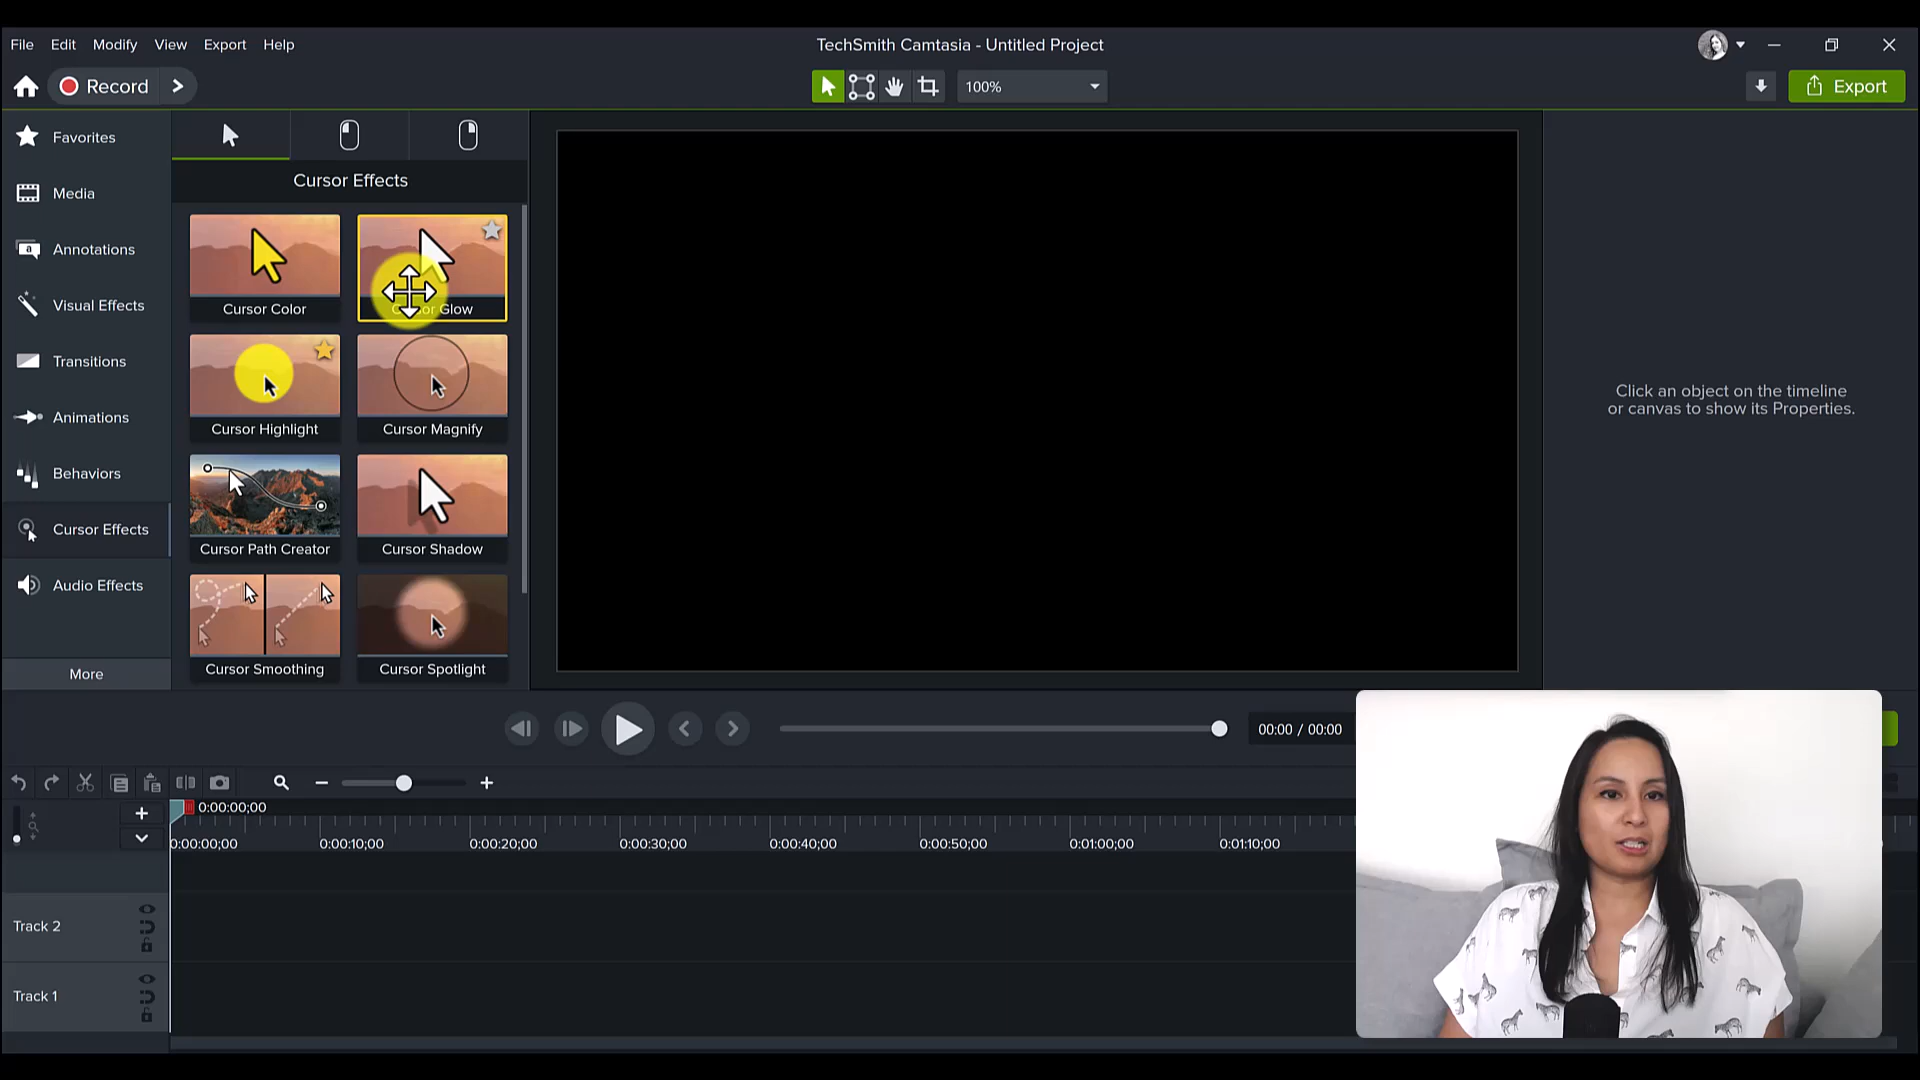 File Edit Modify View Export Help
TechSmith Camtasia - Untitled Project
Record
100%
Export
Favorites
Media
Annotations
Visual Effects
Transitions
Animations
Behaviors
Cursor Effects
Audio Effects
More
Cursor Effects
Cursor Color
Glow
Cursor Highlight
Cursor Magnify
Cursor Path Creator
Cursor Shadow
Cursor Smoothing
Cursor Spotlight
Click an object on the timeline
or canvas to show its Properties.
00:00 / 00:00
0:00:00;00
0:00:00;00 0:00:10;00 0:00:20;00 0:00:30;00 0:00:40;00 0:00:50;00 0:01:00;00 0:01:10;00
Track 2
Track 1